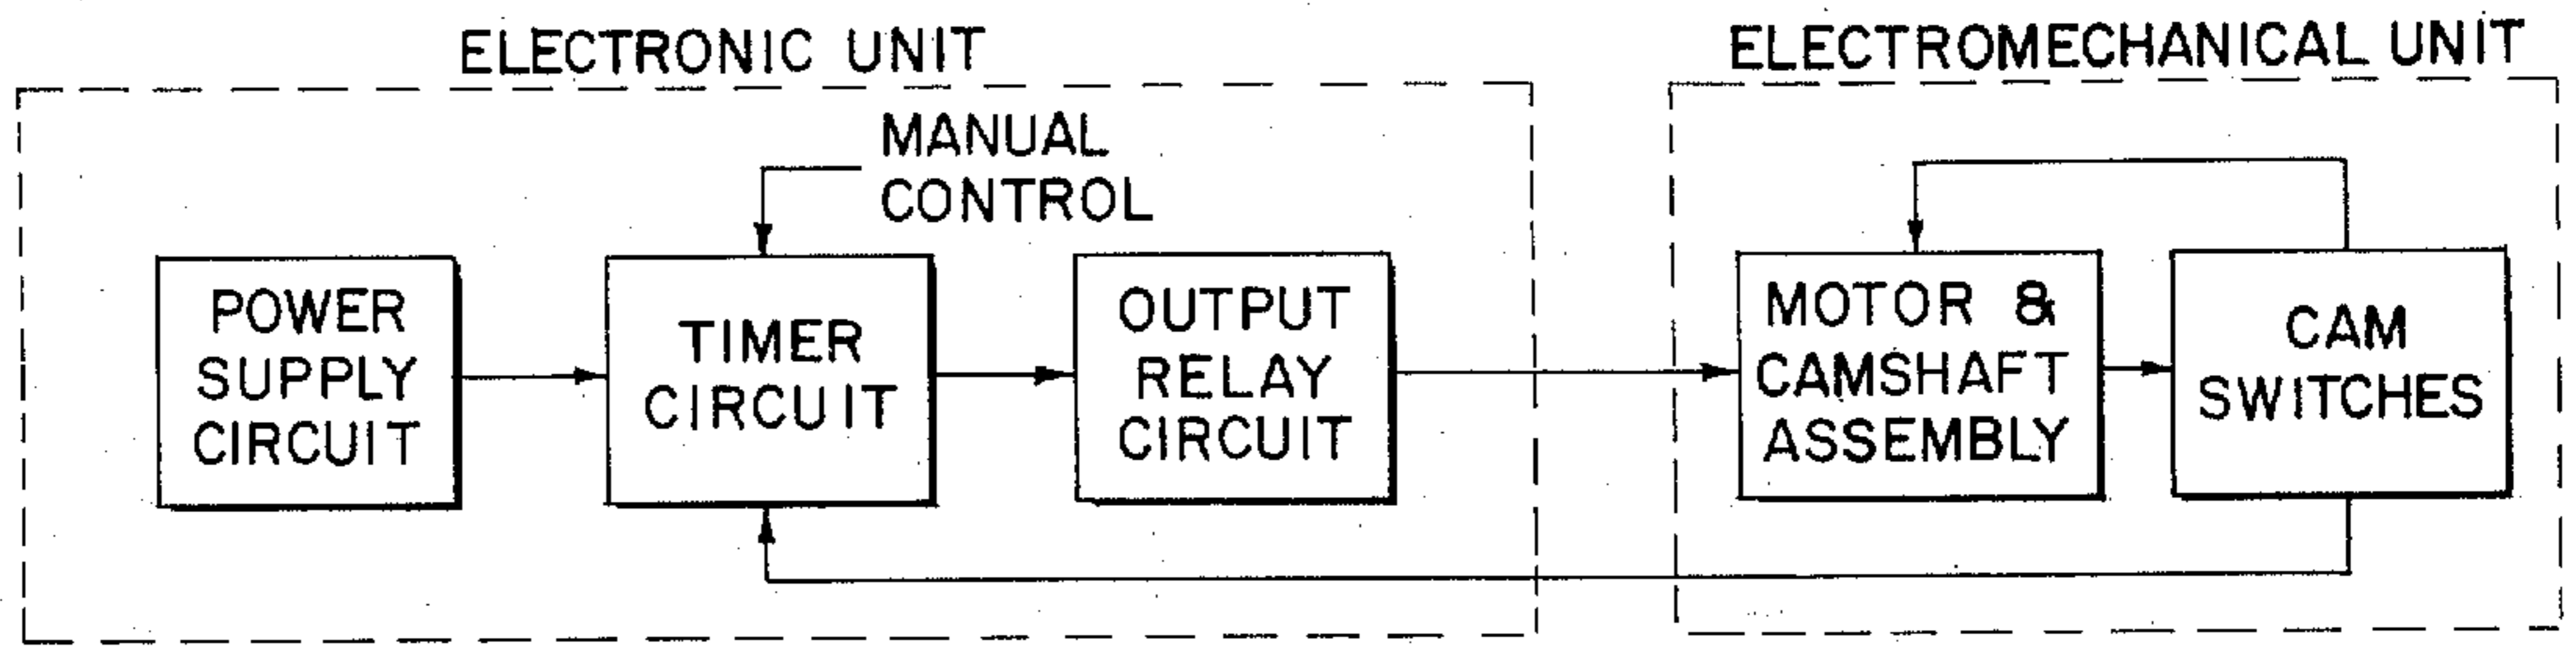 ELECTRONIC UNIT
ELECTROMECHANICAL UNIT
MANUAL
CONTROL
POWER
SUPPLY
CIRCUIT
TIMER
CIRCUIT
OUTPUT
RELAY
CIRCUIT
MOTOR &
CAMSHAFT
ASSEMBLY
CAM
SWITCHES